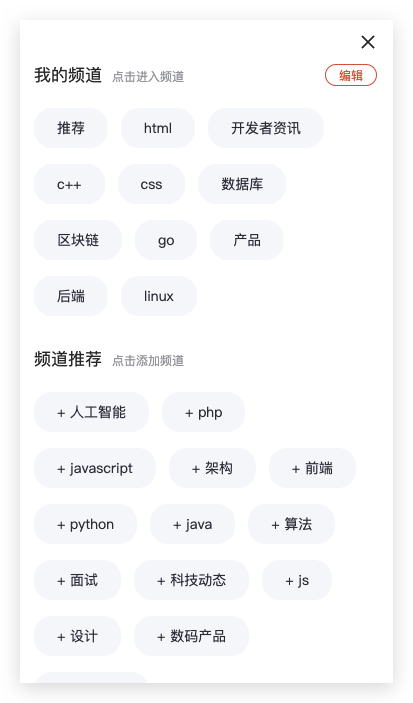 我的频道 点击进入频道 编辑
推荐 html 开发者资讯
c++ css 数据库
区块链 go 产品
后端 linux
频道推荐 点击添加频道
+ 人工智能 + php
+ javascript + 架构 + 前端
+ python + java + 算法
+ 面试 + 科技动态 + js
+ 设计 + 数码产品